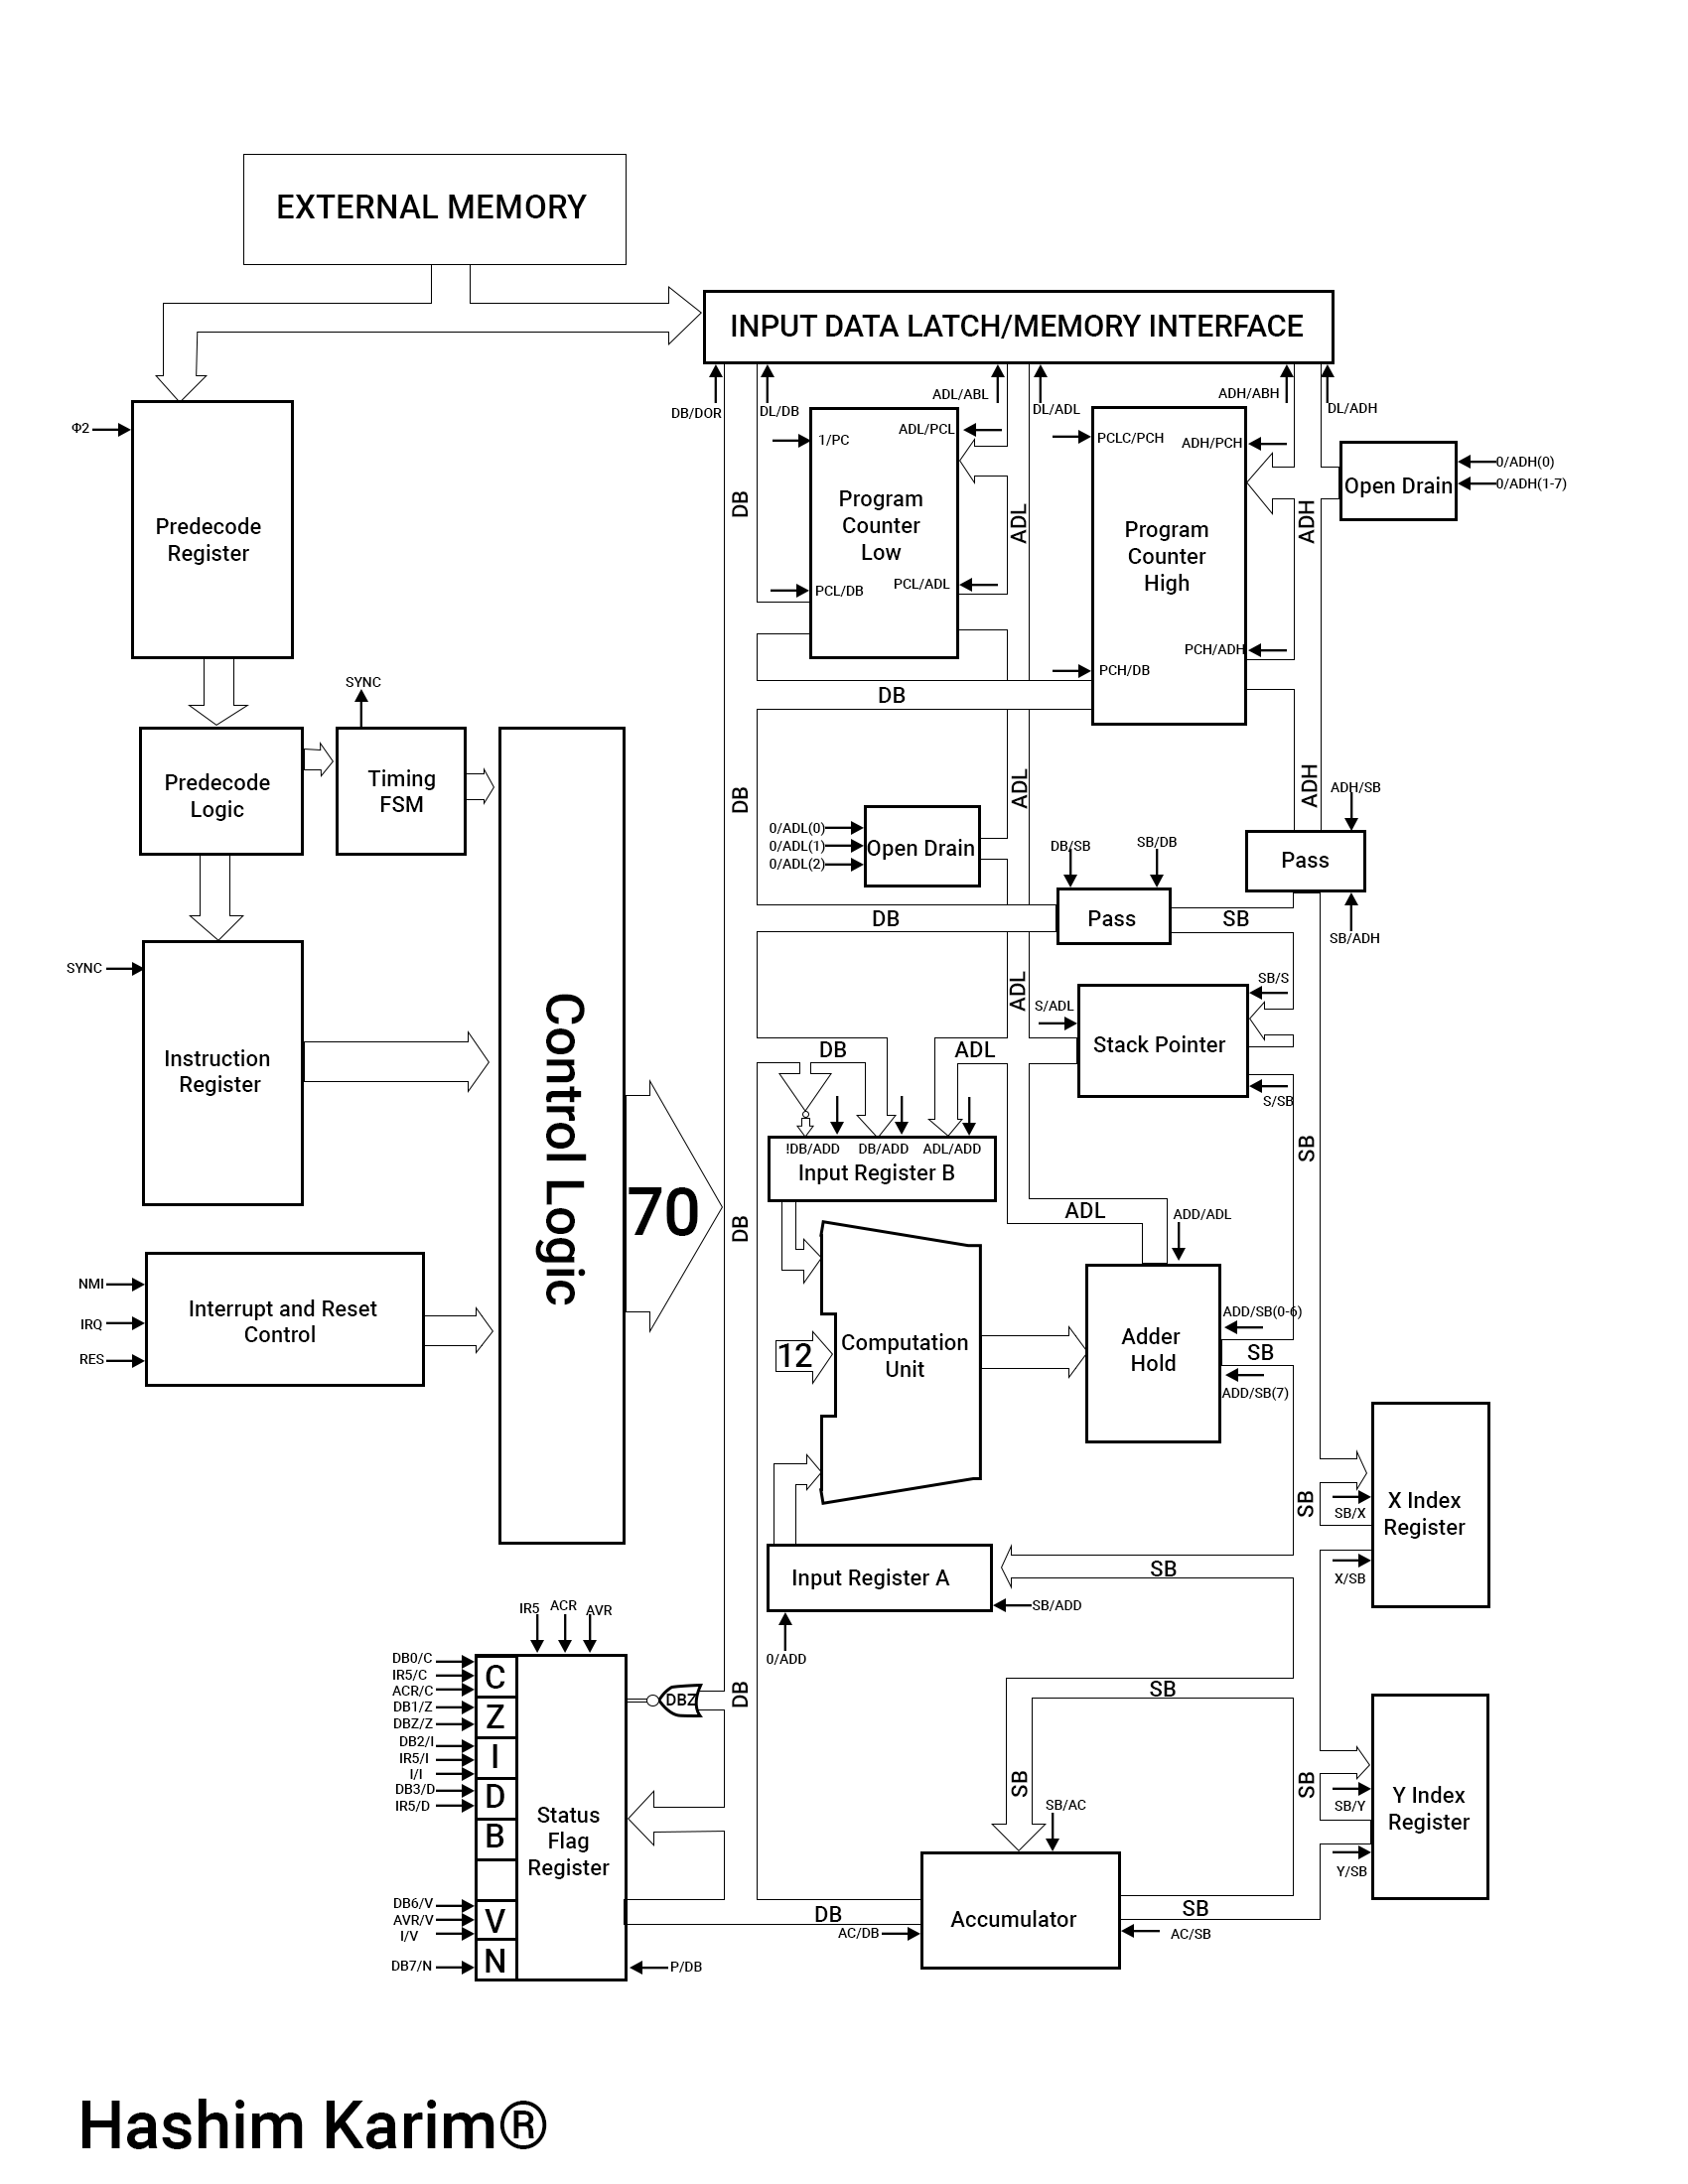 EXTERNAL MEMORY
INPUT DATA LATCH/MEMORY INTERFACE
DB/DOR
DL/DB
ADL/ABL
DL/ADL
ADH/ABH
DL/ADH
Φ2
Predecode
Register
1/PC
ADL/PCL
Program
Counter
Low
PCL/DB
PCL/ADL
DB
ADL
PCLC/PCH
ADH/PCH
Program
Counter
High
PCH/ADH
PCH/DB
ADH
Open Drain
0/ADH(0)
0/ADH(1-7)
DB
SYNC
Predecode
Logic
Timing
FSM
DB
ADL
ADH
ADH/SB
0/ADL(0)
0/ADL(1)
0/ADL(2)
Open Drain
DB/SB
SB/DB
Pass
Pass
DB
SB
SB/ADH
SYNC
Instruction
Register
Control Logic
70
ADL
S/ADL
SB/S
Stack Pointer
S/SB
DB
ADL
!DB/ADD
DB/ADD
ADL/ADD
Input Register B
SB
DB
ADL
ADD/ADL
NMI
IRQ
RES
Interrupt and Reset
Control
12
Computation
Unit
Adder
Hold
ADD/SB(0-6)
SB
ADD/SB(7)
SB
X Index
Register
SB/X
X/SB
Input Register A
SB
SB/ADD
0/ADD
IR5
ACR
AVR
DB0/C
IR5/C
ACR/C
DB1/Z
DBZ/Z
DB2/I
IR5/I
I/I
DB3/D
IR5/D
DB6/V
AVR/V
I/V
DB7/N
C
Z
I
D
B
V
N
Status
Flag
Register
DBZ
DB
SB
SB
SB/AC
SB
Y Index
Register
SB/Y
Y/SB
DB
AC/DB
Accumulator
SB
AC/SB
P/DB
Hashim Karim®